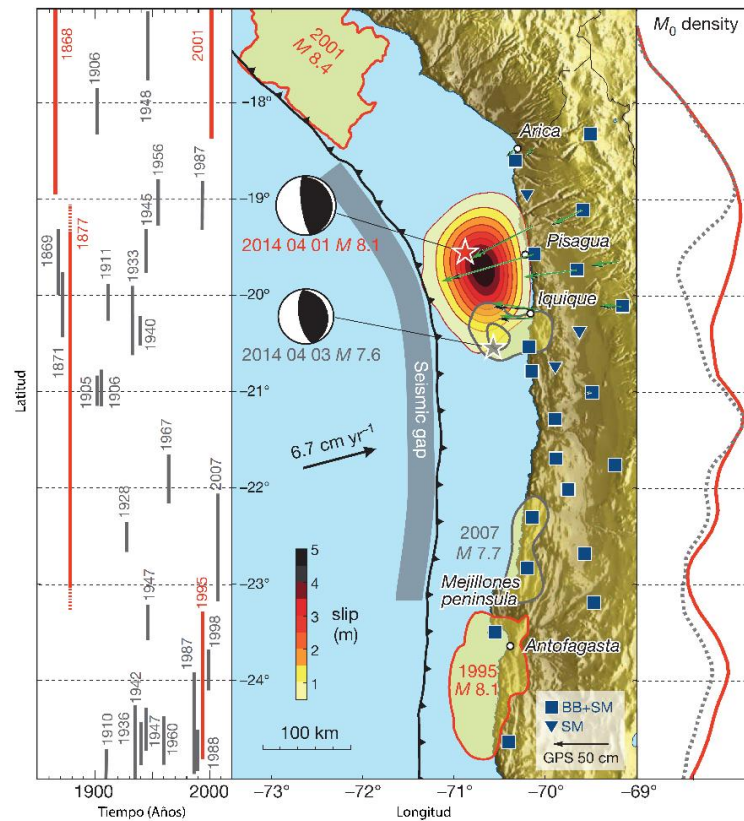 1868
2001
1906
1948
1956
1987
1945
1877
1869
1911
1933
1871
1940
1905
1906
1967
2007
1928
1947
1995
1998
1987
1942
1936
1947
1910
1960
1988
Latitud
1900
2000
Tiempo (Años)
−18°
−19°
−20°
−21°
−22°
−23°
−24°
2001
M 8.4
Arica
2014 04 01 M 8.1
Pisagua
Iquique
2014 04 03 M 7.6
Seismic gap
6.7 cm yr⁻¹
2007
M 7.7
Mejillones
peninsula
5
4
3
2
1
slip
(m)
100 km
Antofagasta
1995
M 8.1
BB+SM
SM
GPS 50 cm
−73°
−72°
−71°
−70°
−69°
Longitud
M₀ density